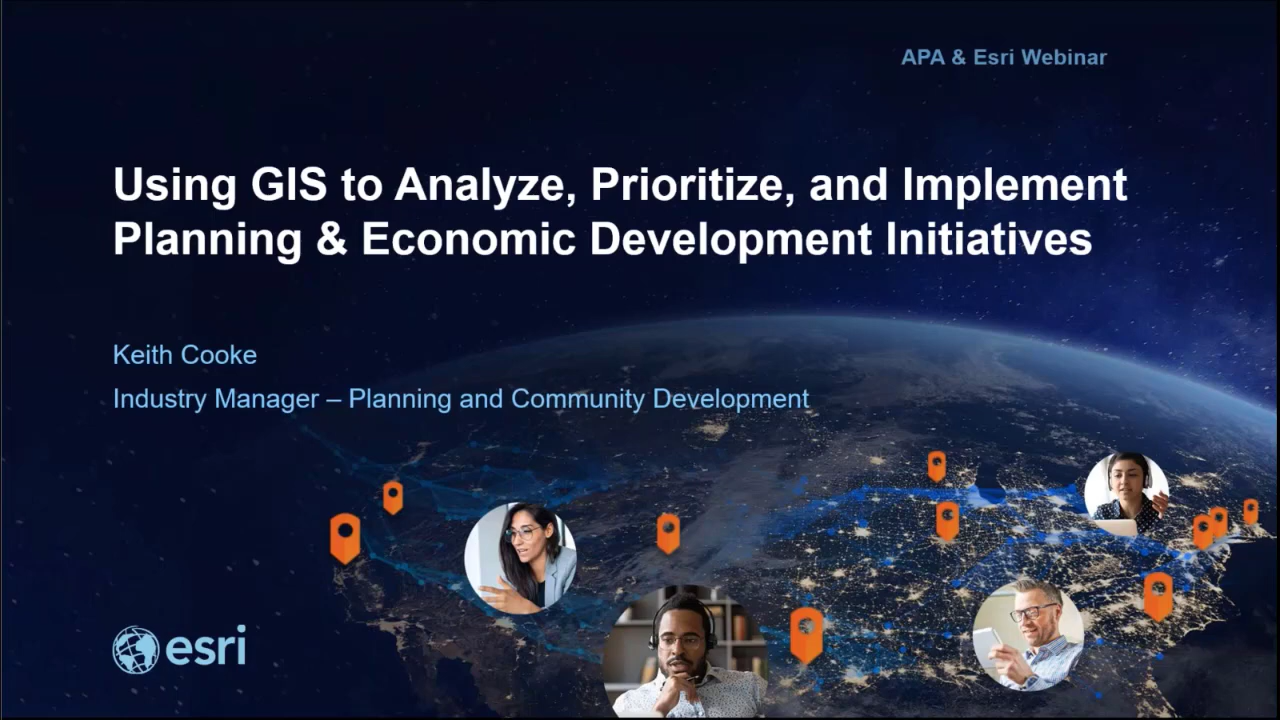 APA & Esri Webinar
Using GIS to Analyze, Prioritize, and Implement
Planning & Economic Development Initiatives
Keith Cooke
Industry Manager – Planning and Community Development
esri